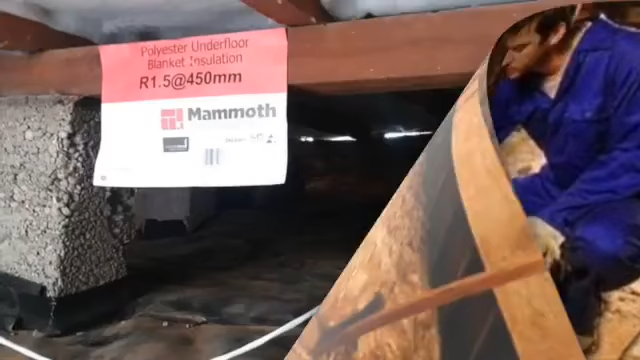 Polyester Underfloor
Blanket Insulation
R1.5@450mm
Mammoth